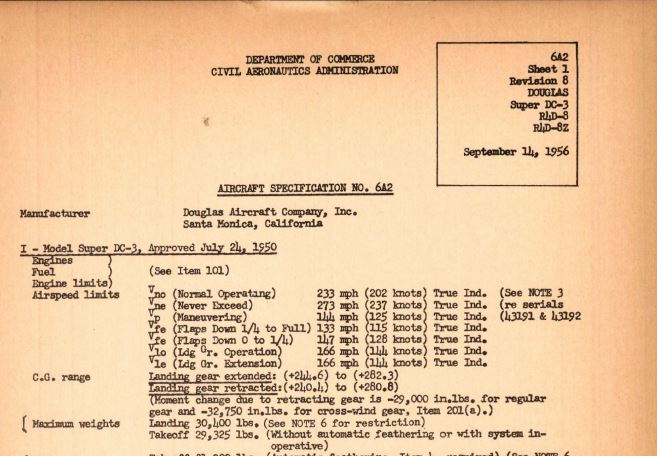 DEPARTMENT OF COMMERCE
CIVIL AERONAUTICS ADMINISTRATION
6A2
Sheet 1
Revision 8
DOUGLAS
Super DC-3
R4D-8
R4D-8Z
September 14, 1956
AIRCRAFT SPECIFICATION NO. 6A2
Manufacturer Douglas Aircraft Company, Inc.
Santa Monica, California
I - Model Super DC-3, Approved July 24, 1950
Engines )
Fuel ) (See Item 101)
Engine limits)
Airspeed limits Vno (Normal Operating) 233 mph (202 knots) True Ind. (See NOTE 3
Vne (Never Exceed) 273 mph (237 knots) True Ind. (re serials
Vp (Maneuvering) 144 mph (125 knots) True Ind. (43191 & 43192
Vfe (Flaps Down 1/4 to Full) 133 mph (115 knots) True Ind.
Vfe (Flaps Down 0 to 1/4) 147 mph (128 knots) True Ind.
Vlo (Ldg Gr. Operation) 166 mph (144 knots) True Ind.
Vle (Ldg Gr. Extension) 166 mph (144 knots) True Ind.
C.G. range Landing gear extended: (+244.6) to (+282.3)
Landing gear retracted: (+240.4) to (+280.8)
(Moment change due to retracting gear is -29,000 in.lbs. for regular
gear and -32,750 in.lbs. for cross-wind gear, Item 201(a).)
( Maximum weights Landing 30,400 lbs. (See NOTE 6 for restriction)
Takeoff 29,325 lbs. (Without automatic feathering or with system in-
operative)